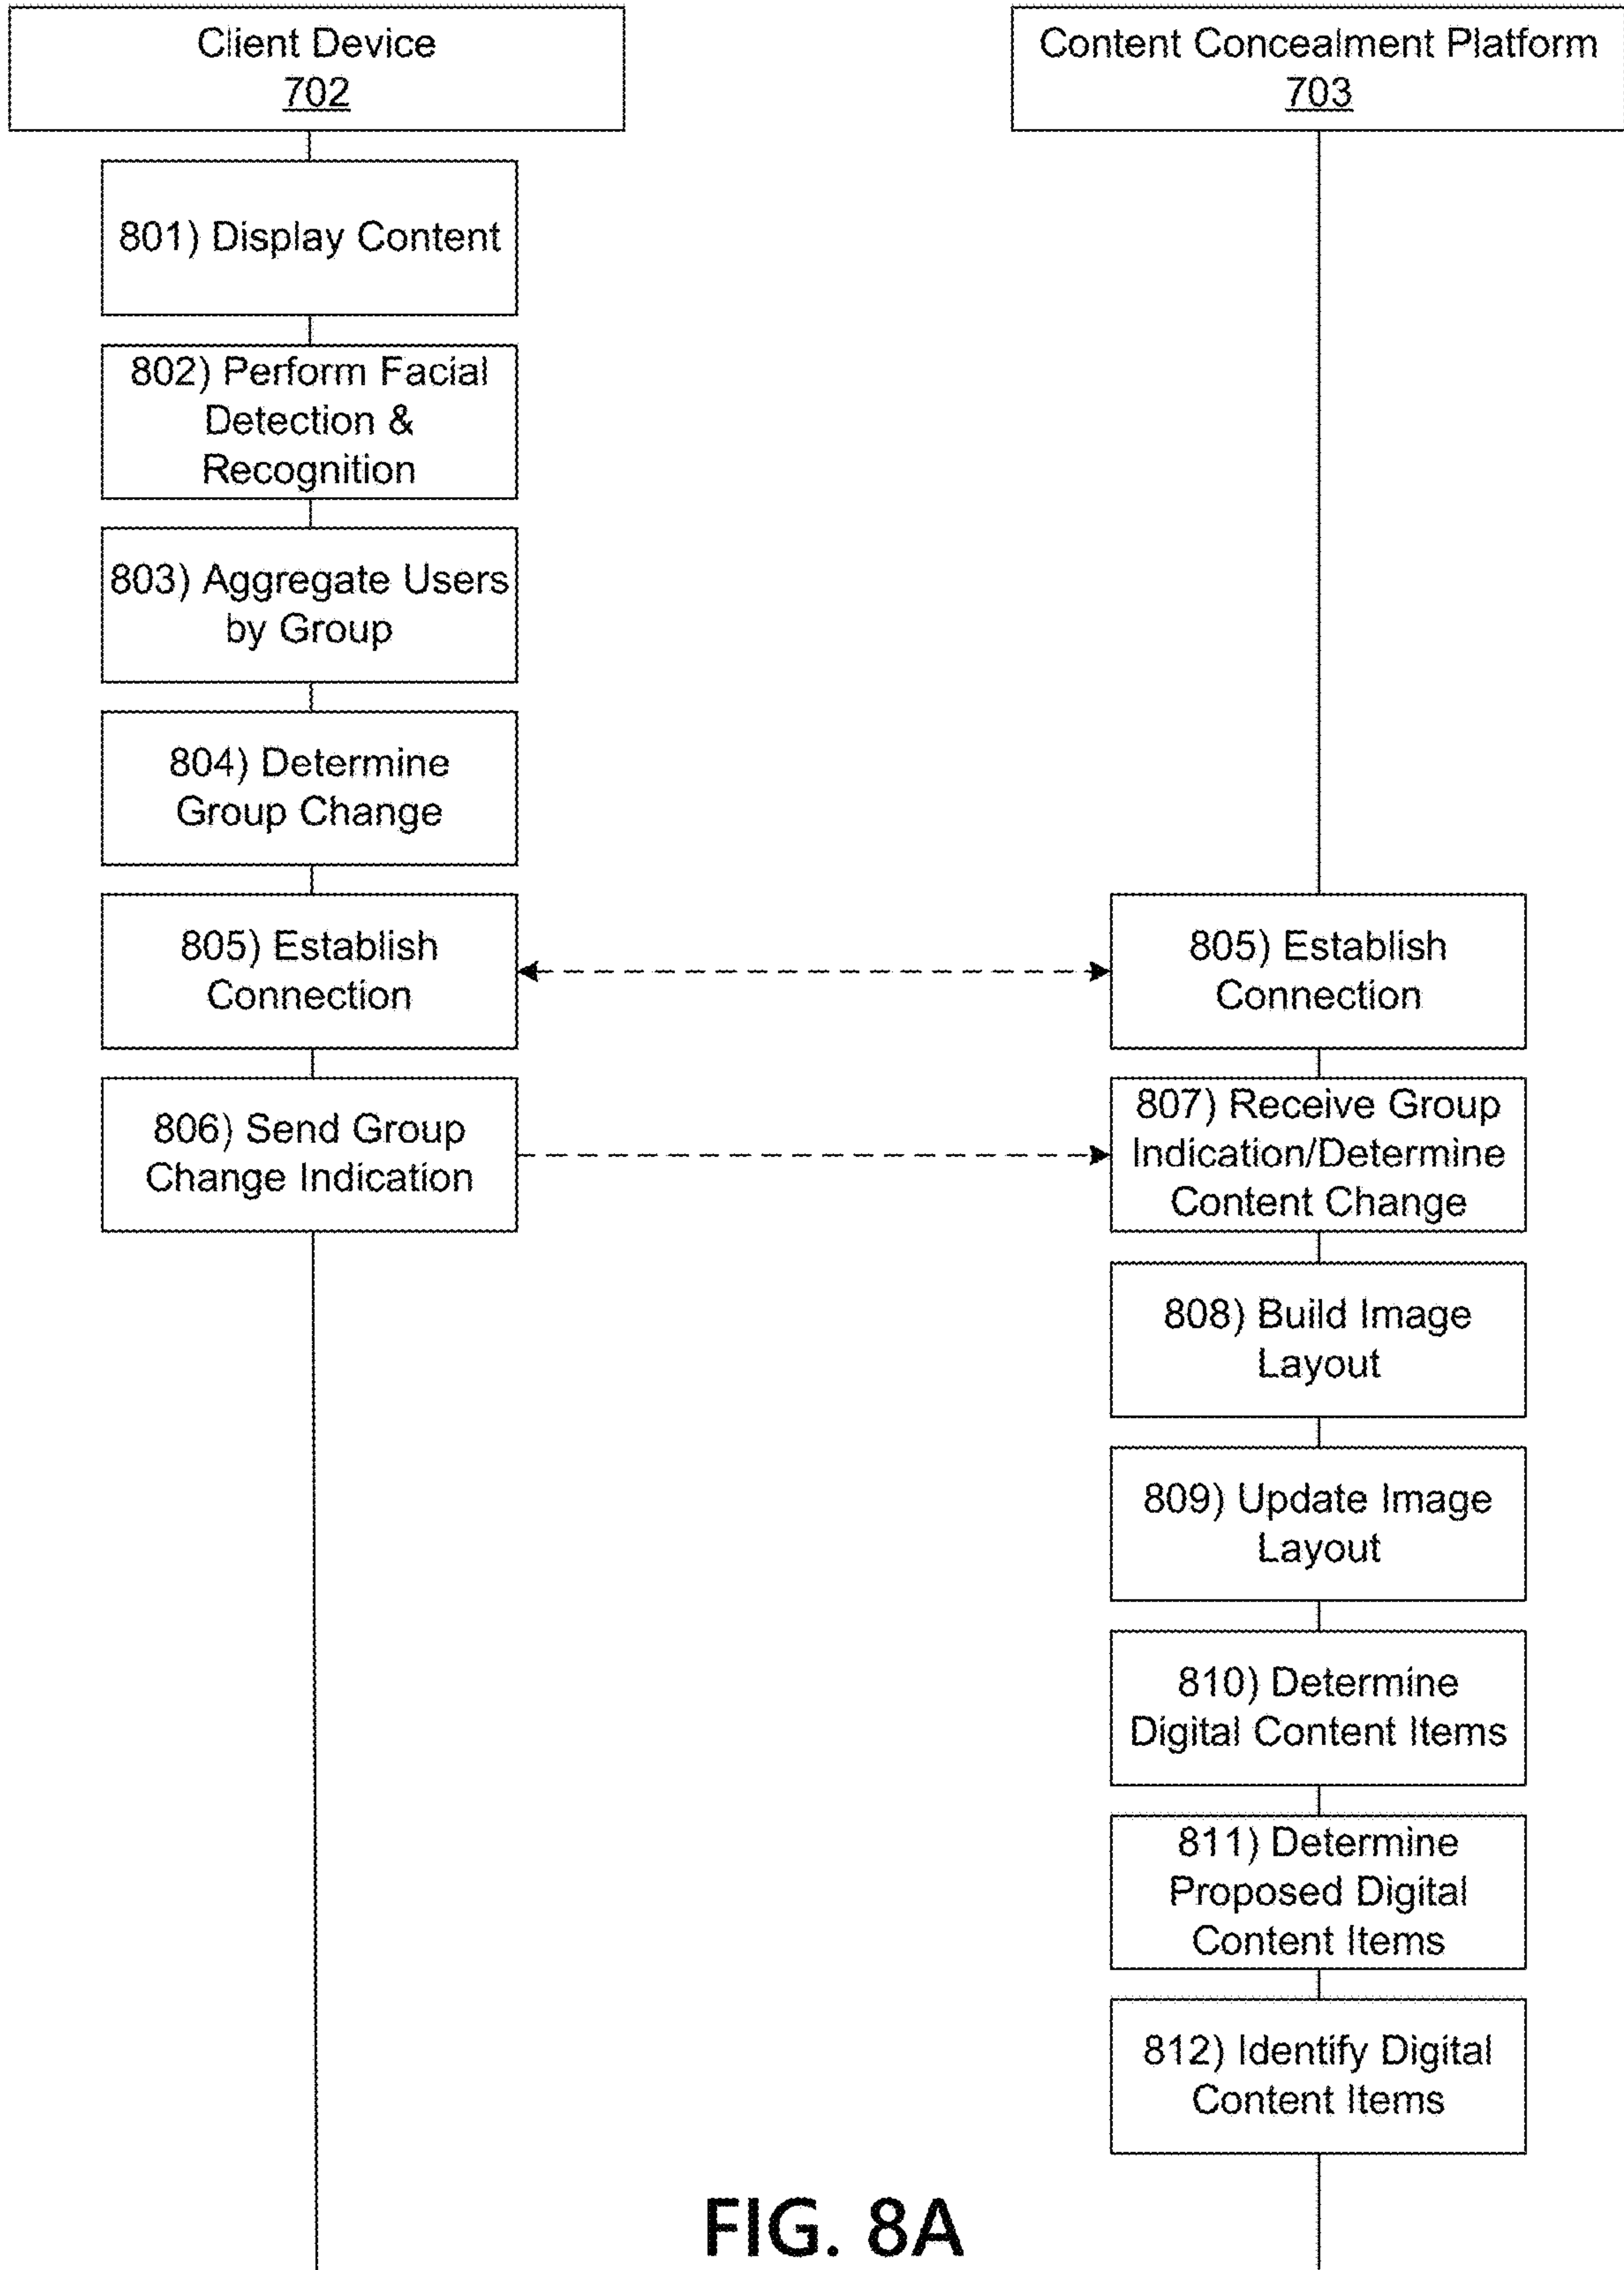 Client Device
702
Content Concealment Platform
703
801) Display Content
802) Perform Facial
Detection &
Recognition
803) Aggregate Users
by Group
804) Determine
Group Change
805) Establish
Connection
805) Establish
Connection
806) Send Group
Change Indication
807) Receive Group
Indication/Determine
Content Change
808) Build Image
Layout
809) Update Image
Layout
810) Determine
Digital Content Items
811) Determine
Proposed Digital
Content Items
812) Identify Digital
Content Items
FIG. 8A